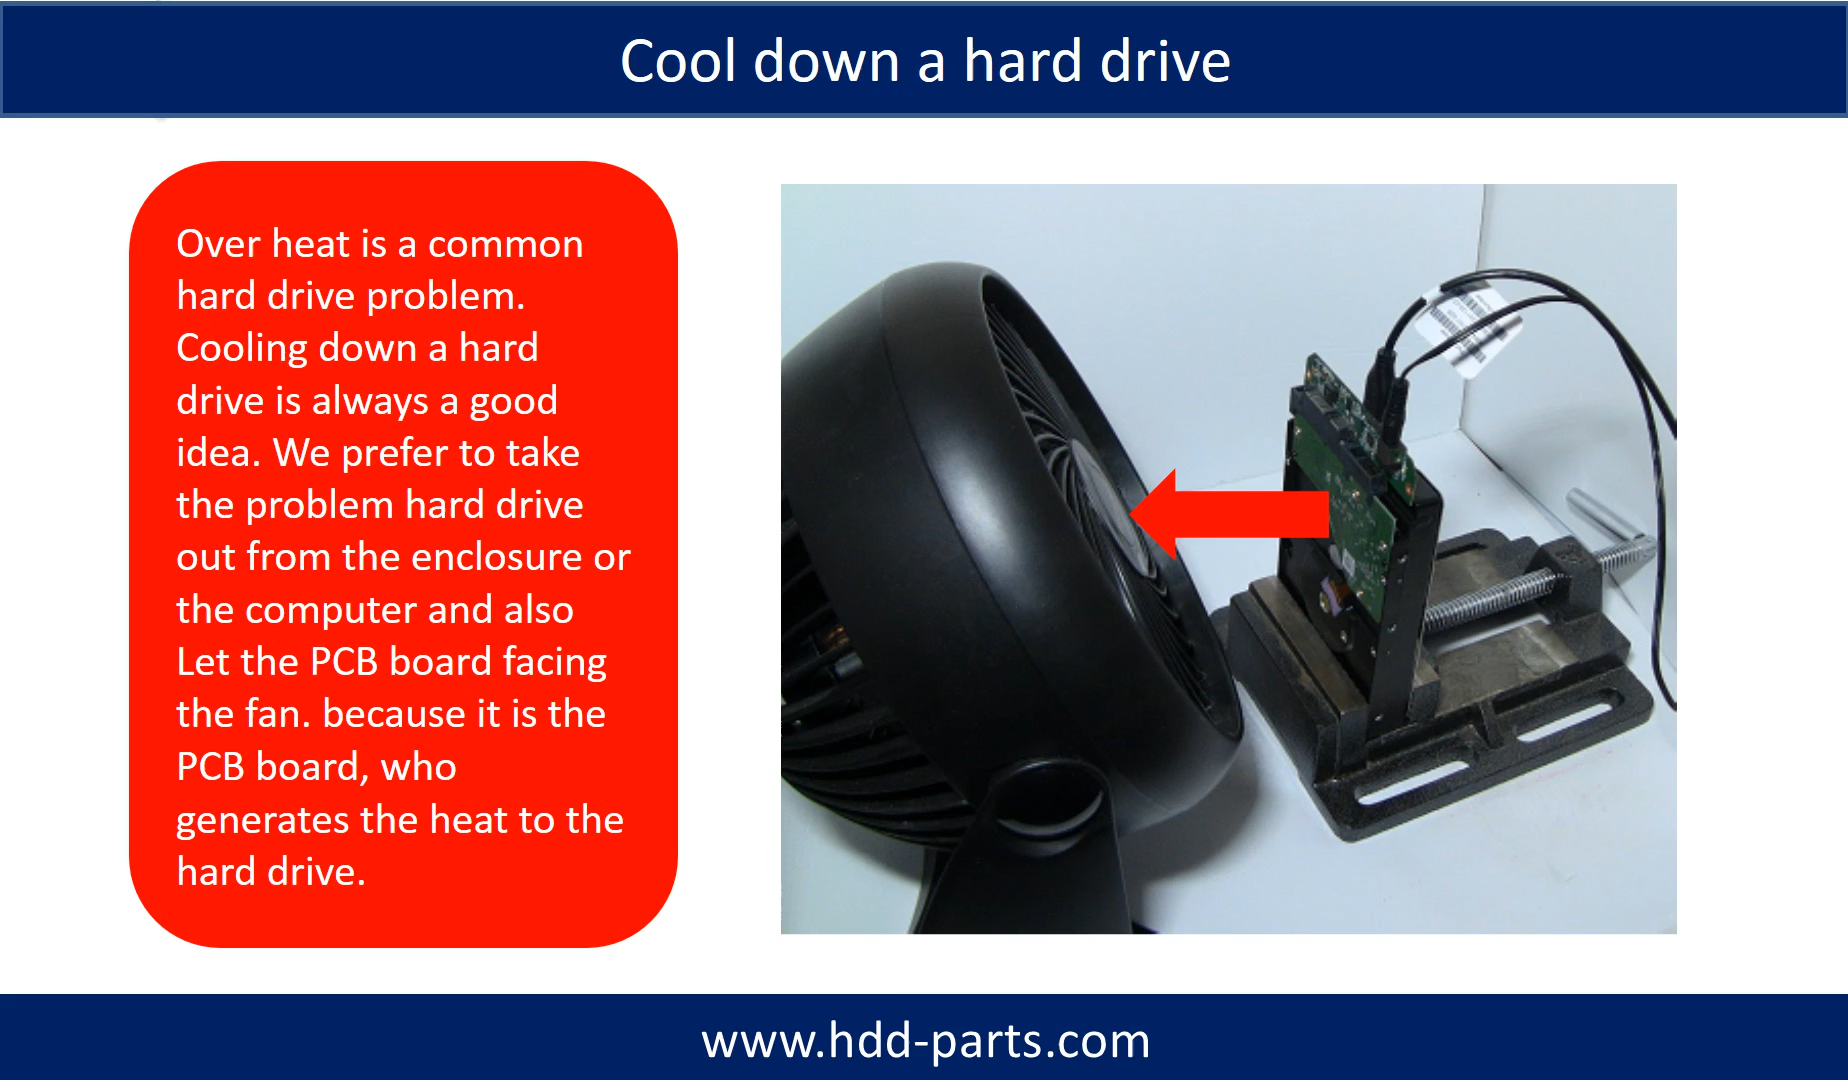 Cool down a hard drive
Over heat is a common
hard drive problem.
Cooling down a hard
drive is always a good
idea. We prefer to take
the problem hard drive
out from the enclosure or
the computer and also
Let the PCB board facing
the fan. because it is the
PCB board, who
generates the heat to the
hard drive.
www.hdd-parts.com